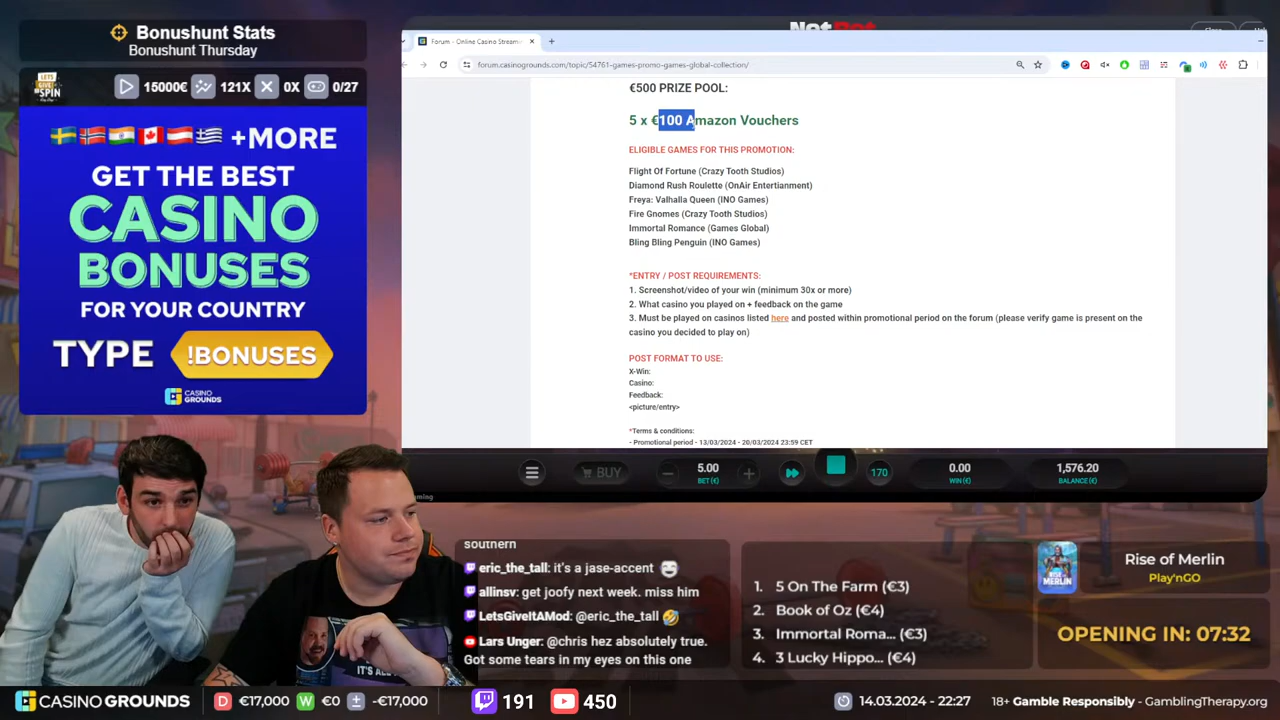 Bonushunt Stats
Bonushunt Thursday
LETS GIVE IT A SPIN
15000€ 121X 0X 0/27
+MORE
GET THE BEST
CASINO
BONUSES
FOR YOUR COUNTRY
TYPE !BONUSES
CASINO
GROUNDS
Forum - Online Casino Stream
forum.casinogrounds.com/topic/54761-games-promo-games-global-collection/
€500 PRIZE POOL:
5 x €100 Amazon Vouchers
ELIGIBLE GAMES FOR THIS PROMOTION:
Flight Of Fortune (Crazy Tooth Studios)
Diamond Rush Roulette (OnAir Entertianment)
Freya: Valhalla Queen (INO Games)
Fire Gnomes (Crazy Tooth Studios)
Immortal Romance (Games Global)
Bling Bling Penguin (INO Games)
*ENTRY / POST REQUIREMENTS:
1. Screenshot/video of your win (minimum 30x or more)
2. What casino you played on + feedback on the game
3. Must be played on casinos listed here and posted within promotional period on the forum (please verify game is present on the
casino you decided to play on)
POST FORMAT TO USE:
X-Win:
Casino:
Feedback:
<picture/entry>
*Terms & conditions:
- Promotional period - 13/03/2024 - 20/03/2024 23:59 CET
BUY
5.00
BET (€)
170
0.00
WIN (€)
1,576.20
BALANCE (€)
southern
eric_the_tall: it's a jase-accent
allinsv: get joofy next week. miss him
LetsGiveItAMod: @eric_the_tall
Lars Unger: @chris hez absolutely true.
Got some tears in my eyes on this one
1. 5 On The Farm (€3)
2. Book of Oz (€4)
3. Immortal Roma... (€3)
4. 3 Lucky Hippo... (€4)
RISE OF MERLIN
Rise of Merlin
Play'nGO
OPENING IN: 07:32
CASINOGROUNDS
D €17,000 W €0 -€17,000
191 450
14.03.2024 - 22:27
18+ Gamble Responsibly - GamblingTherapy.org